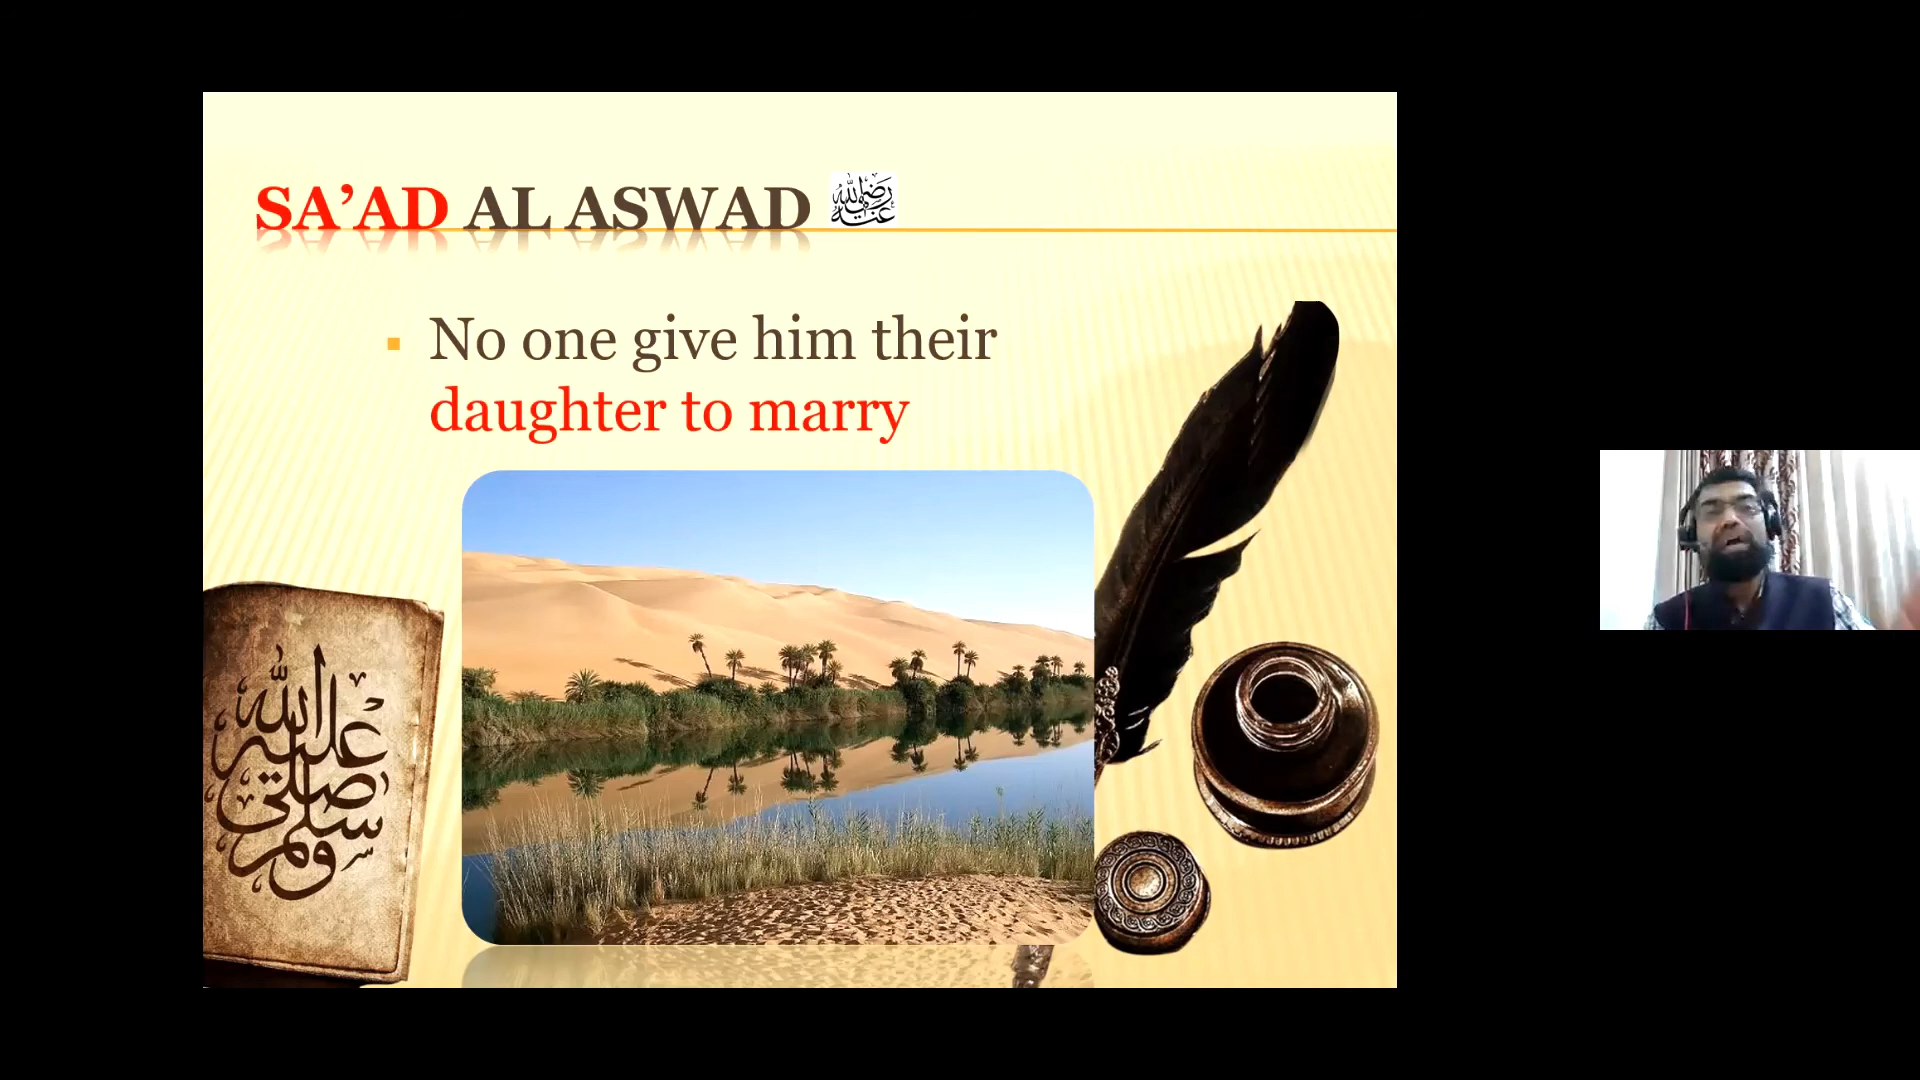 SA’AD AL ASWAD رضي الله عنه
▪ No one give him their
daughter to marry
صلى الله عليه وسلم